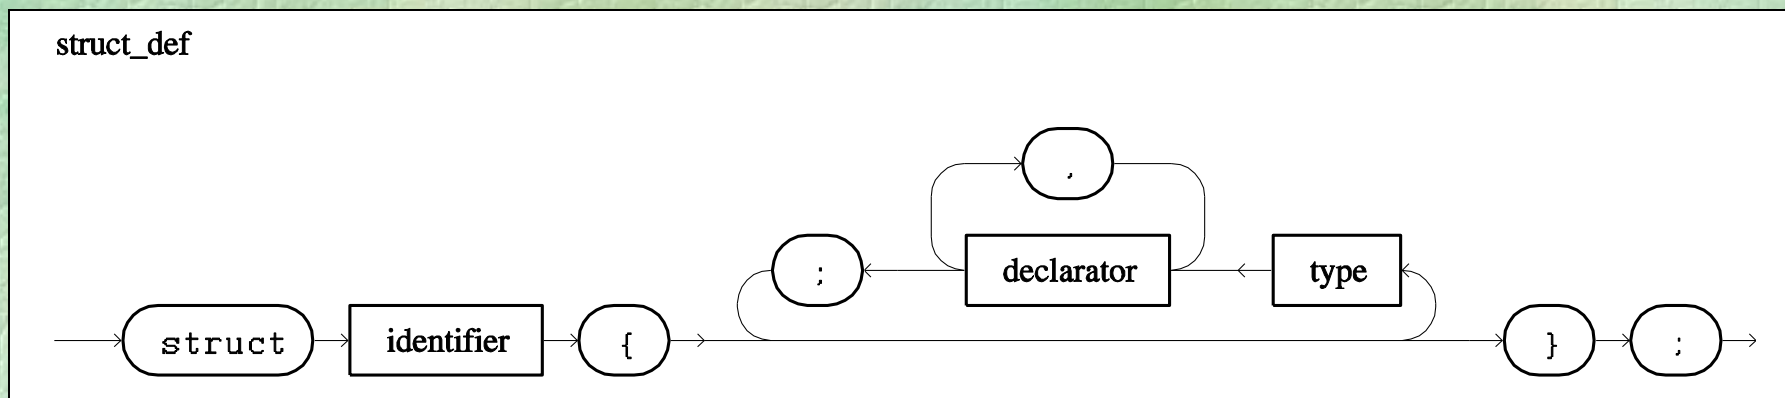 struct_def
,
; declarator type
struct identifier { } ;